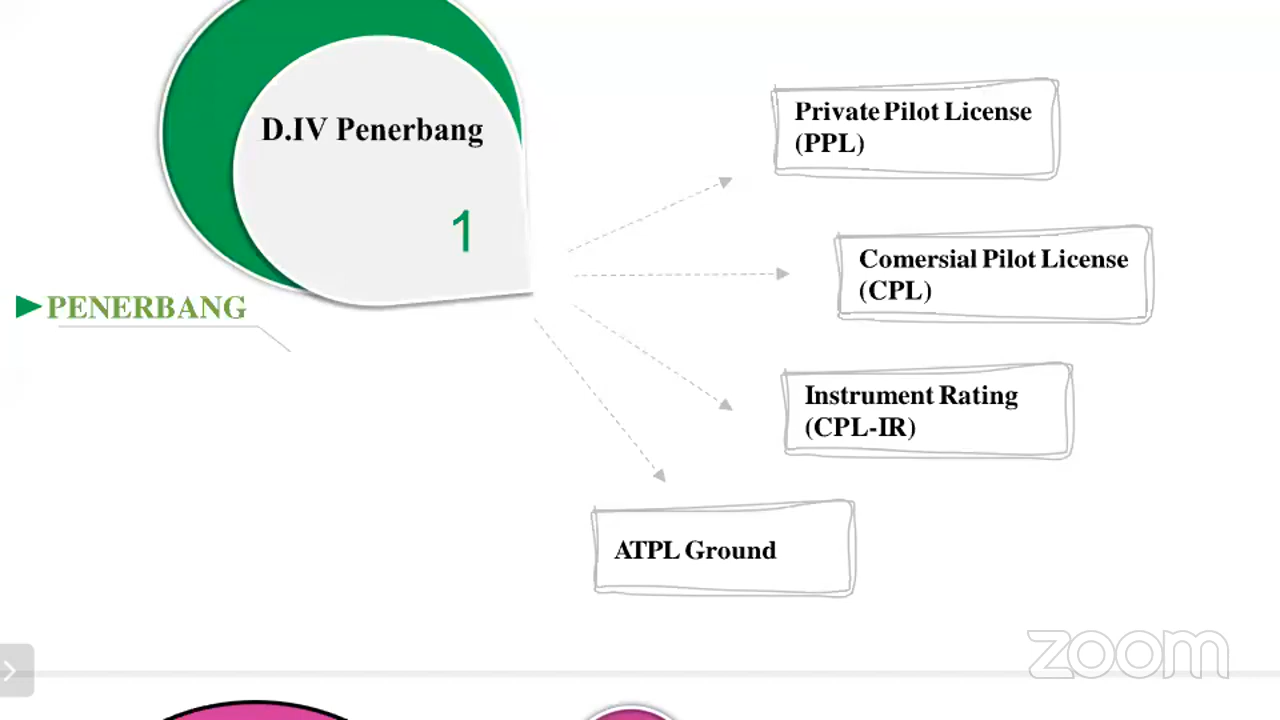 D.IV Penerbang
1
PENERBANG
Private Pilot License
(PPL)
Comersial Pilot License
(CPL)
Instrument Rating
(CPL-IR)
ATPL Ground
zoom